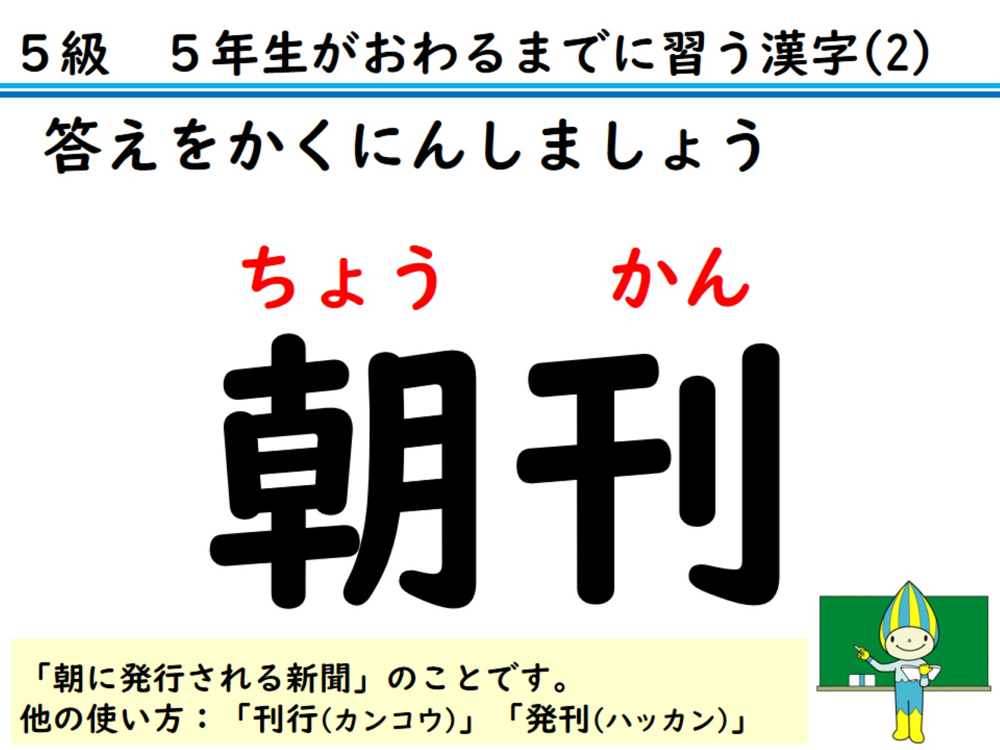 ５級　５年生がおわるまでに習う漢字(2)
答えをかくにんしましょう
ちょう　かん
朝刊
「朝に発行される新聞」のことです。
他の使い方：「刊行(カンコウ)」「発刊(ハッカン)」